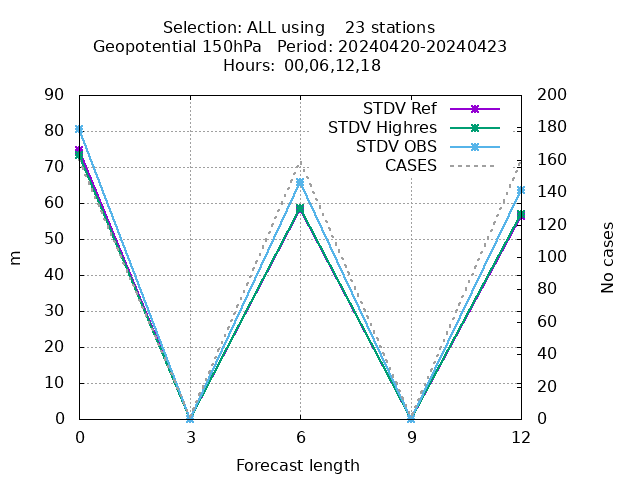 Selection: ALL using    23 stations
Geopotential 150hPa   Period: 20240420-20240423
Hours: 00,06,12,18
STDV Ref
STDV Highres
STDV OBS
CASES
90
80
70
60
50
40
30
20
10
0
m
200
180
160
140
120
100
80
60
40
20
0
No cases
0
3
6
9
12
Forecast length